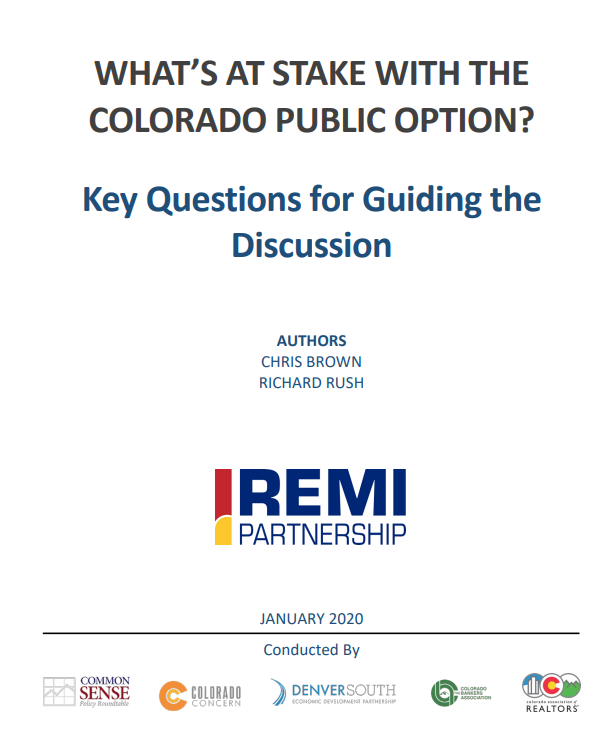 WHAT'S AT STAKE WITH THE
COLORADO PUBLIC OPTION?
Key Questions for Guiding the
Discussion
AUTHORS
CHRIS BROWN
RICHARD RUSH
REMI
PARTNERSHIP
JANUARY 2020
Conducted By
COMMON
SENSE
Policy Roundtable
COLORADO
CONCERN
DENVER SOUTH
ECONOMIC DEVELOPMENT PARTNERSHIP
COLORADO
BANKERS
ASSOCIATION
colorado association of
REALTORS